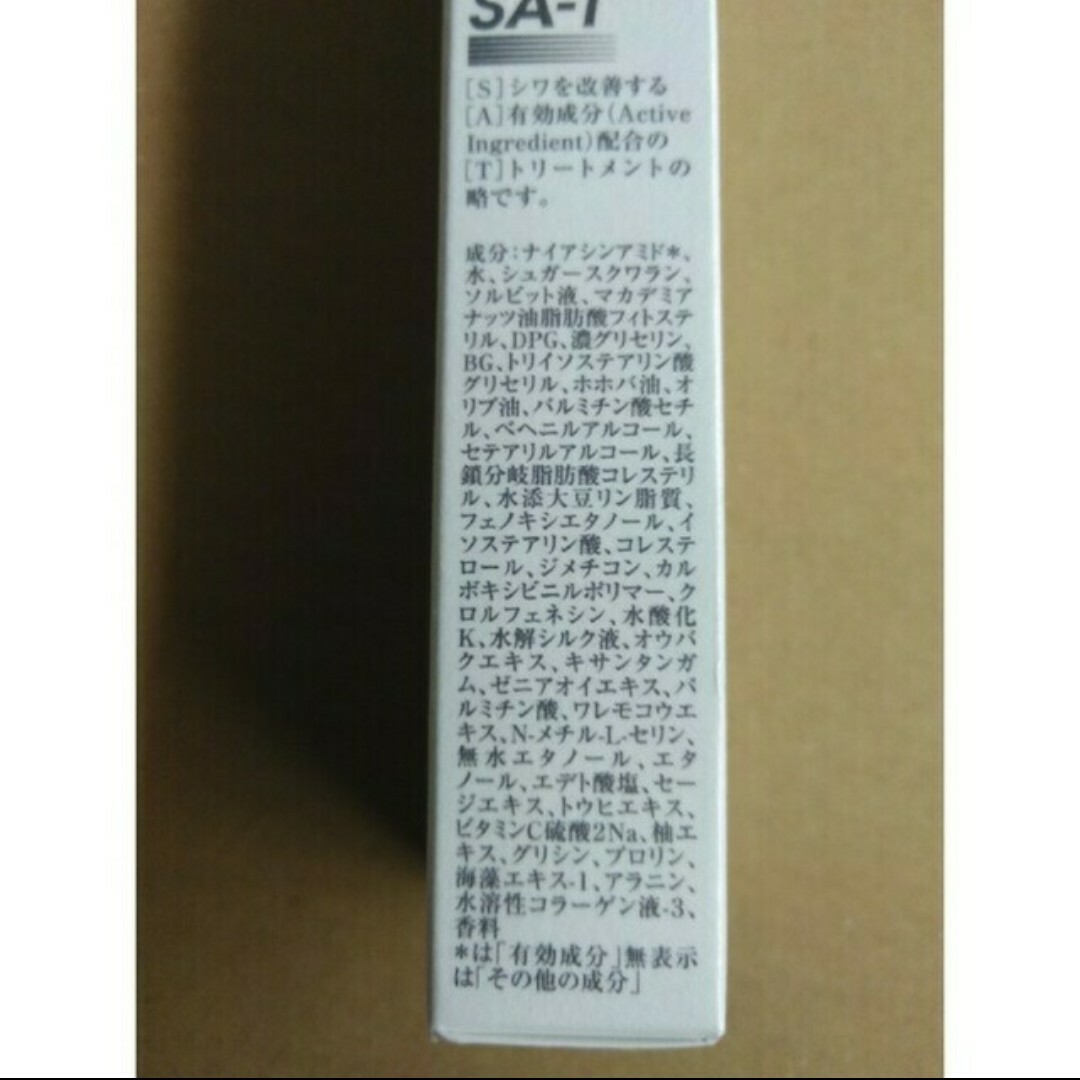 SA-T
[S]シワを改善する
[A]有効成分(Active
Ingredient)配合の
[T]トリートメントの
略です。
成分:ナイアシンアミド*、
水、シュガースクワラン、
ソルビット液、マカデミア
ナッツ油脂肪酸フィトステ
リル、DPG、濃グリセリン、
BG、トリイソステアリン酸
グリセリル、ホホバ油、オ
リブ油、パルミチン酸セチ
ル、ベヘニルアルコール、
セテアリルアルコール、長
鎖分岐脂肪酸コレステリ
ル、水添大豆リン脂質、
フェノキシエタノール、イ
ソステアリン酸、コレステ
ロール、ジメチコン、カル
ボキシビニルポリマー、ク
ロルフェネシン、水酸化
K、水解シルク液、オウバ
クエキス、キサンタンガ
ム、ゼニアオイエキス、パ
ルミチン酸、ワレモコウエ
キス、N-メチル-L-セリン、
無水エタノール、エタ
ノール、エデト酸塩、セー
ジエキス、トウヒエキス、
ビタミンC硫酸2Na、柚エ
キス、グリシン、プロリン、
海藻エキス-1、アラニン、
水溶性コラーゲン液-3、
香料
*は「有効成分」無表示
は「その他の成分」